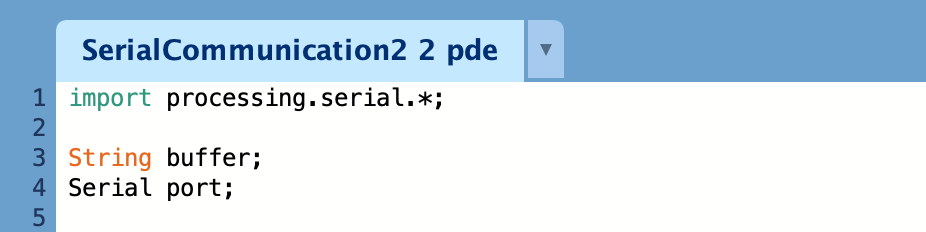 SerialCommunication2 2 pde
1 import processing.serial.*;
2
3 String buffer;
4 Serial port;
5